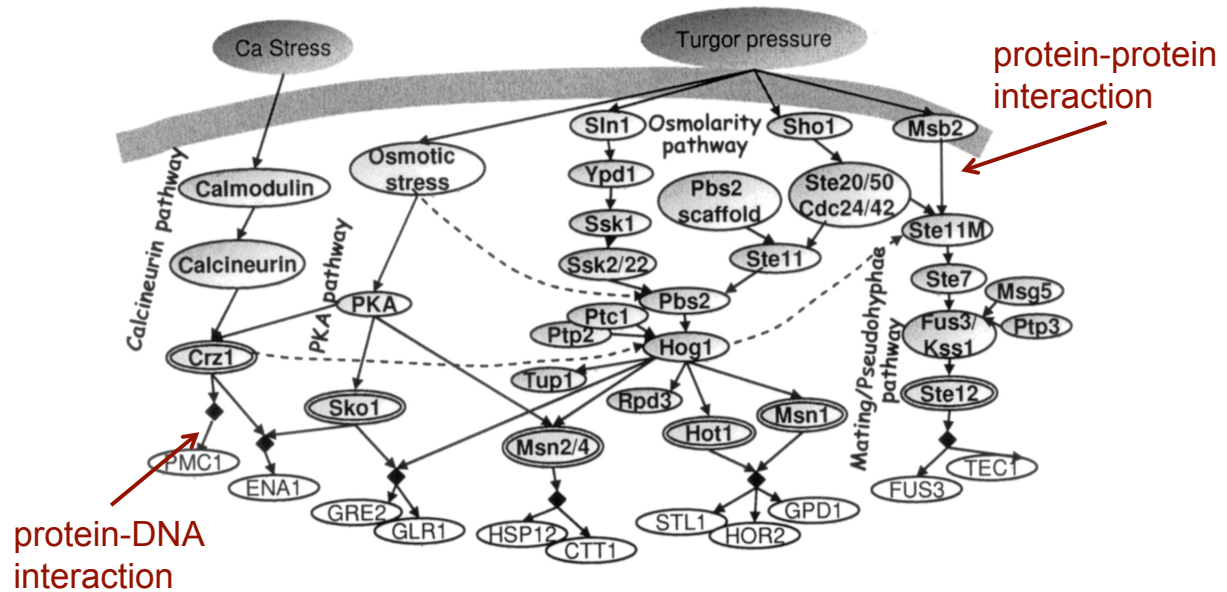 Ca Stress
Turgor pressure
protein-protein
interaction
Sln1
Osmolarity
pathway
Sho1
Msb2
Calcineurin pathway
Calmodulin
Osmotic
stress
Ypd1
Pbs2
scaffold
Ste20/50
Cdc24/42
Ssk1
Ste11M
Calcineurin
Ssk2/22
Ste11
Ste7
Msg5
PKA pathway
PKA
Pbs2
Ptc1
Ptp2
Hog1
Fus3/
Kss1
Ptp3
Mating/Pseudohyphae
pathway
Crz1
Tup1
Rpd3
Ste12
Sko1
Msn2/4
Hot1
Msn1
PMC1
ENA1
GRE2
GLR1
HSP12
CTT1
STL1
HOR2
GPD1
FUS3
TEC1
protein-DNA
interaction